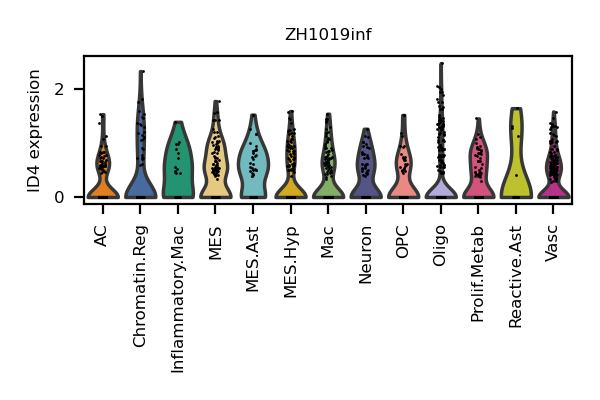 ZH1019inf
ID4 expression
2
0
AC
Chromatin.Reg
Inflammatory.Mac
MES
MES.Ast
MES.Hyp
Mac
Neuron
OPC
Oligo
Prolif.Metab
Reactive.Ast
Vasc